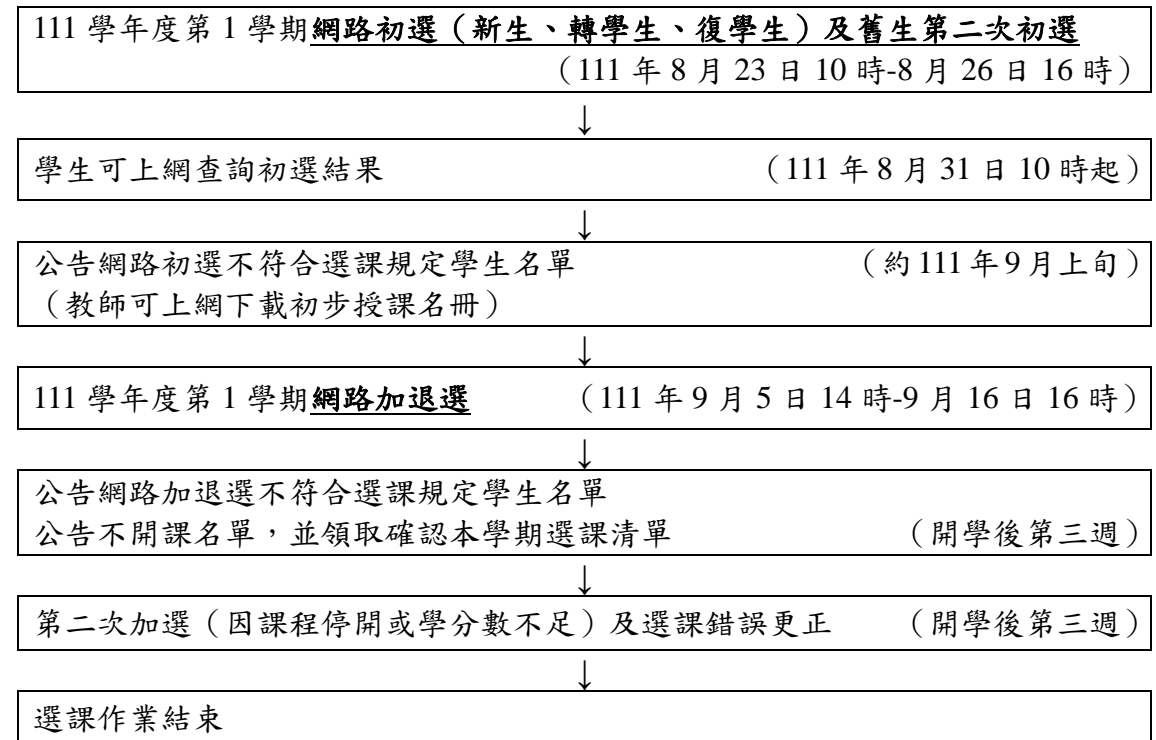 111 學年度第 1 學期網路初選（新生、轉學生、復學生）及舊生第二次初選
（111 年 8 月 23 日 10 時-8 月 26 日 16 時）
↓
學生可上網查詢初選結果 （111 年 8 月 31 日 10 時起）
↓
公告網路初選不符合選課規定學生名單 （約 111 年 9 月上旬）
（教師可上網下載初步授課名冊）
↓
111 學年度第 1 學期網路加退選 （111 年 9 月 5 日 14 時-9 月 16 日 16 時）
↓
公告網路加退選不符合選課規定學生名單
公告不開課名單，並領取確認本學期選課清單 （開學後第三週）
↓
第二次加選（因課程停開或學分數不足）及選課錯誤更正 （開學後第三週）
↓
選課作業結束